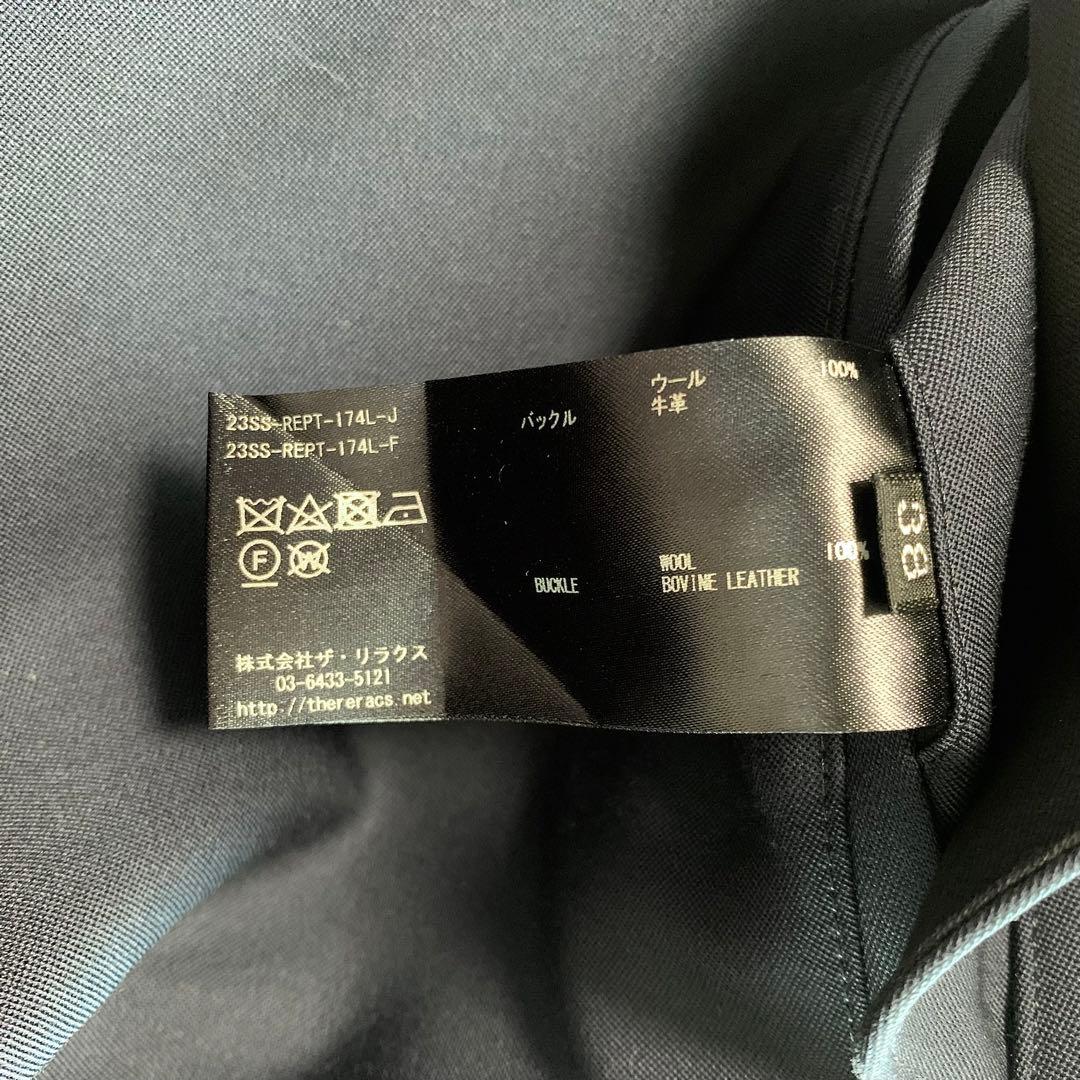 23SS-REPT-174L-J
23SS-REPT-174L-F
F
W
株式会社ザ・リラクス
03-6433-5121
http://thereracs.net
ウール 100%
バックル 牛革
WOOL 100%
BUCKLE BOVINE LEATHER
38